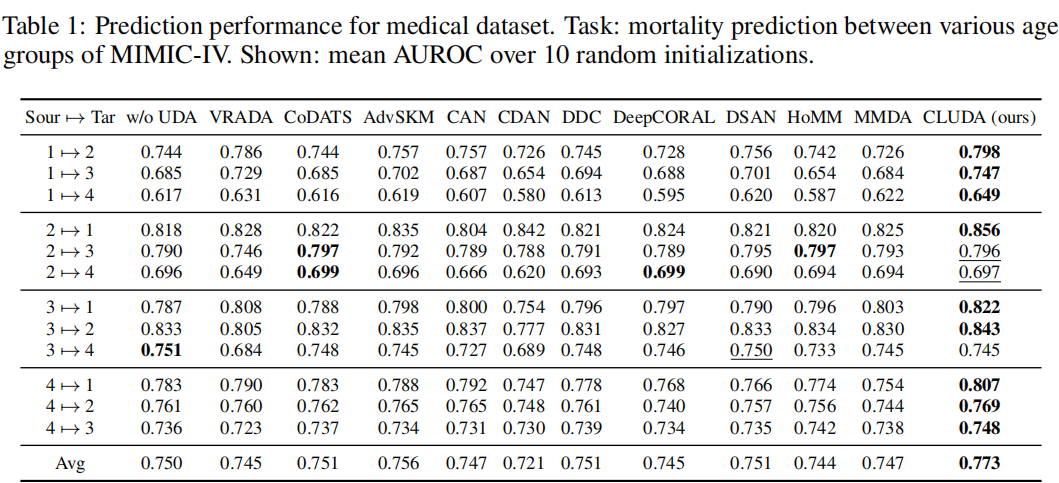 Table 1: Prediction performance for medical dataset. Task: mortality prediction between various age
groups of MIMIC-IV. Shown: mean AUROC over 10 random initializations.
Sour ↦ Tar w/o UDA VRADA CoDATS AdvSKM CAN CDAN DDC DeepCORAL DSAN HoMM MMDA CLUDA (ours)
1 ↦ 2 0.744 0.786 0.744 0.757 0.757 0.726 0.745 0.728 0.756 0.742 0.726 0.798
1 ↦ 3 0.685 0.729 0.685 0.702 0.687 0.654 0.694 0.688 0.701 0.654 0.684 0.747
1 ↦ 4 0.617 0.631 0.616 0.619 0.607 0.580 0.613 0.595 0.620 0.587 0.622 0.649
2 ↦ 1 0.818 0.828 0.822 0.835 0.804 0.842 0.821 0.824 0.821 0.820 0.825 0.856
2 ↦ 3 0.790 0.746 0.797 0.792 0.789 0.788 0.791 0.789 0.795 0.797 0.793 0.796
2 ↦ 4 0.696 0.649 0.699 0.696 0.666 0.620 0.693 0.699 0.690 0.694 0.694 0.697
3 ↦ 1 0.787 0.808 0.788 0.798 0.800 0.754 0.796 0.797 0.790 0.796 0.803 0.822
3 ↦ 2 0.833 0.805 0.832 0.835 0.837 0.777 0.831 0.827 0.833 0.834 0.830 0.843
3 ↦ 4 0.751 0.684 0.748 0.745 0.727 0.689 0.748 0.746 0.750 0.733 0.745 0.745
4 ↦ 1 0.783 0.790 0.783 0.788 0.792 0.747 0.778 0.768 0.766 0.774 0.754 0.807
4 ↦ 2 0.761 0.760 0.762 0.765 0.765 0.748 0.761 0.740 0.757 0.756 0.744 0.769
4 ↦ 3 0.736 0.723 0.737 0.734 0.731 0.730 0.739 0.734 0.735 0.742 0.738 0.748
Avg 0.750 0.745 0.751 0.756 0.747 0.721 0.751 0.745 0.751 0.744 0.747 0.773